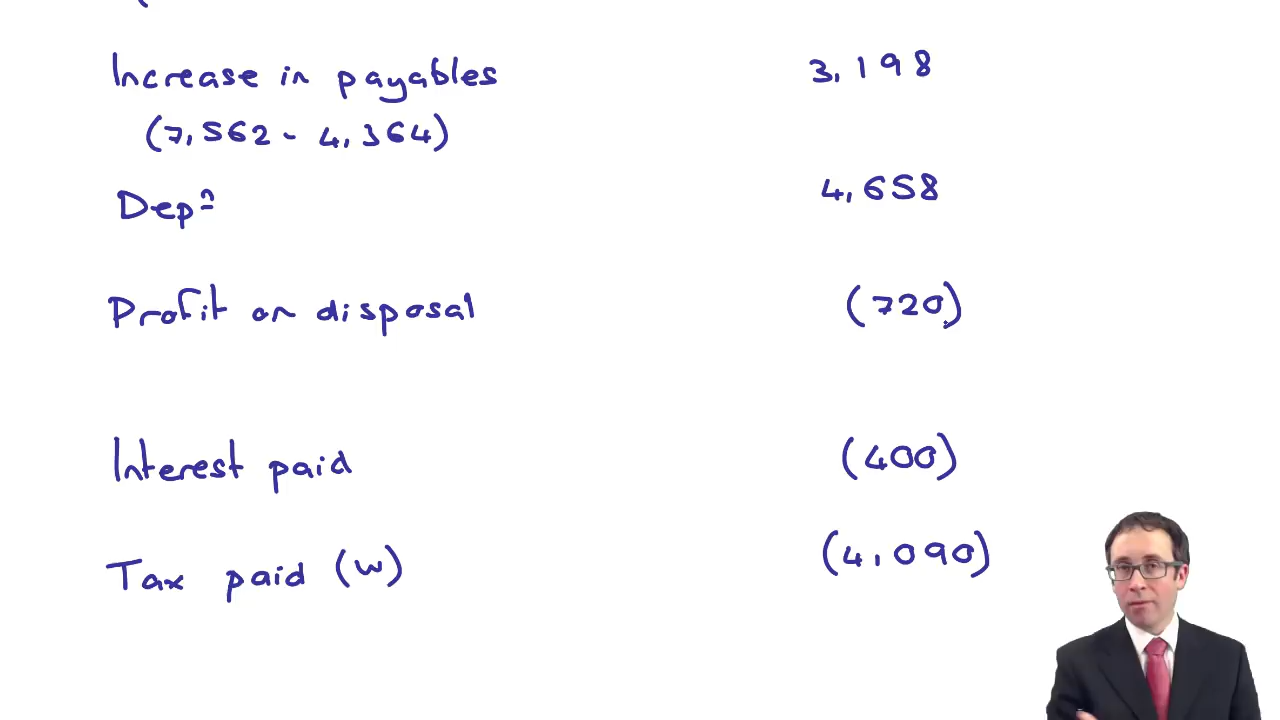 Increase in payables 3,198
(7,562 - 4,364)
Depⁿ 4,658
Profit on disposal (720)
Interest paid (400)
Tax paid (w) (4,090)